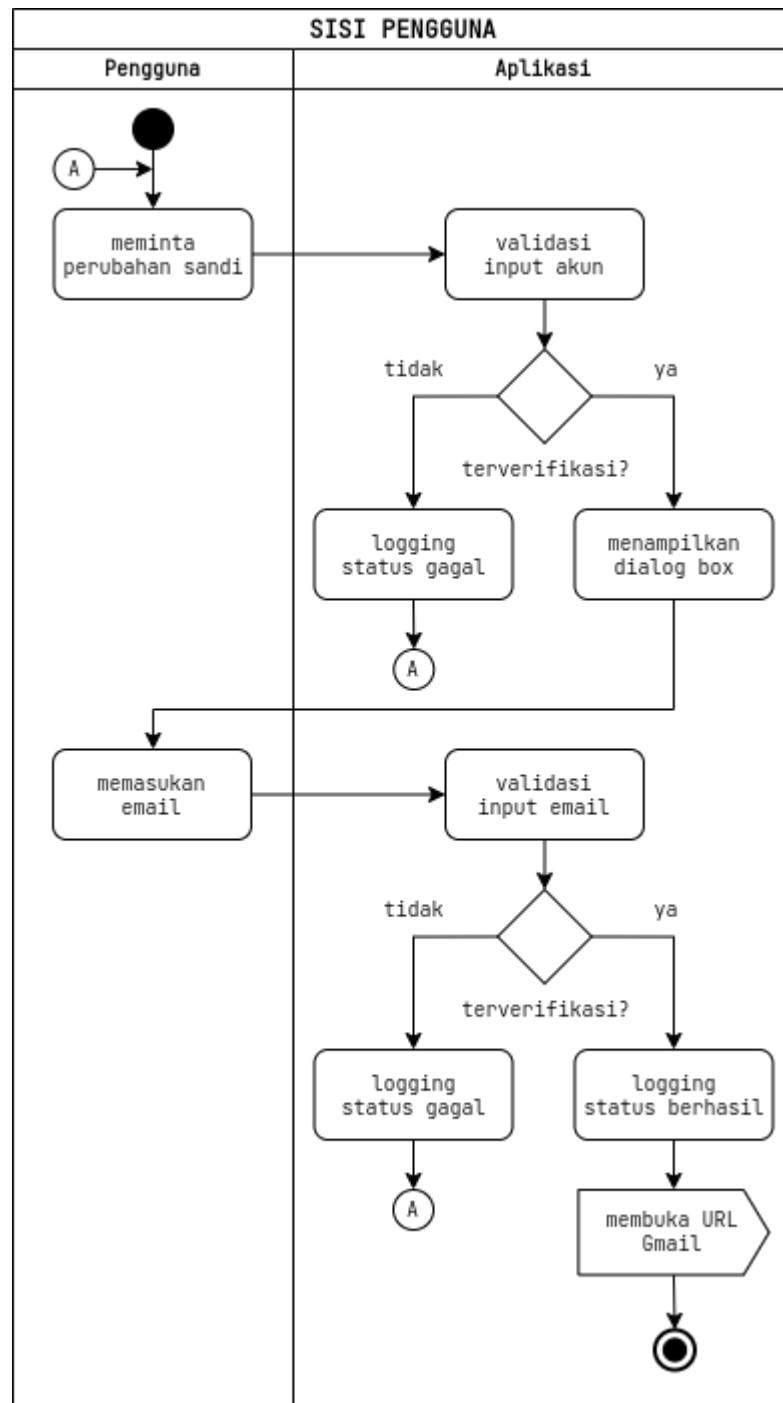 SISI PENGGUNA
Pengguna
Aplikasi
A
meminta
perubahan sandi
validasi
input akun
tidak
ya
terverifikasi?
logging
status gagal
menampilkan
dialog box
A
memasukan
email
validasi
input email
tidak
ya
terverifikasi?
logging
status gagal
logging
status berhasil
A
membuka URL
Gmail